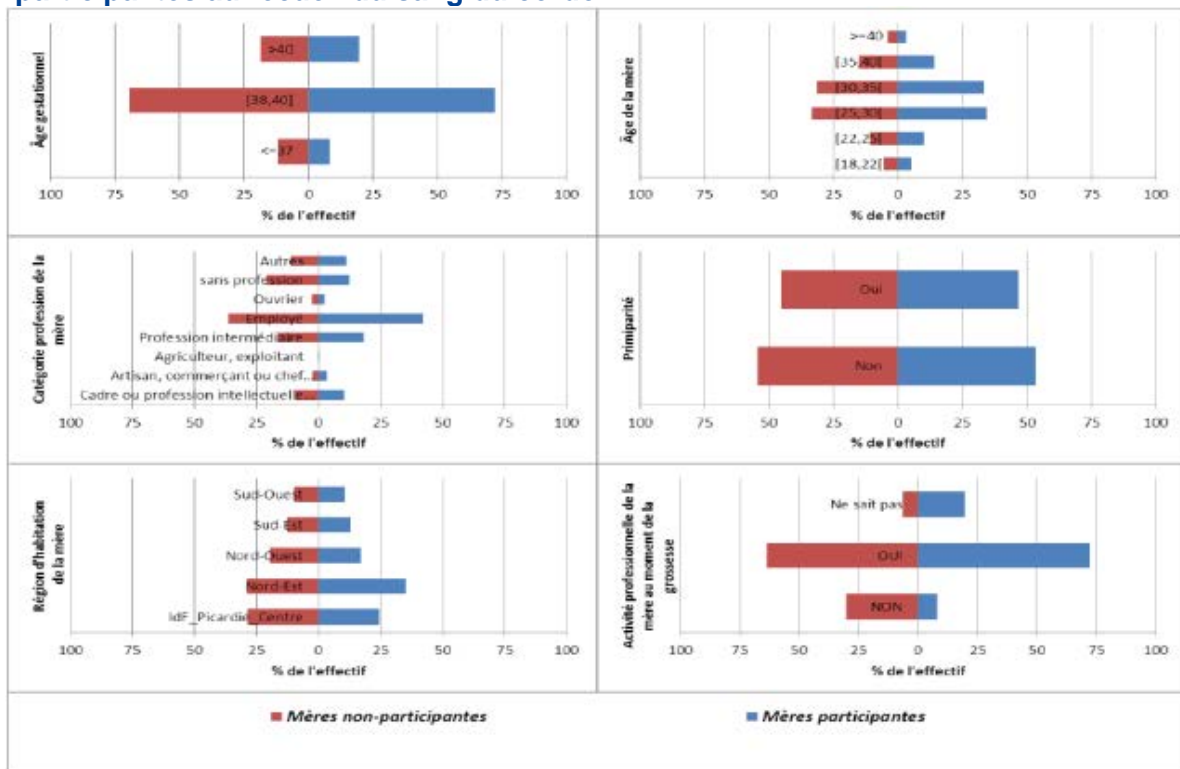 participantes au recueil du sang du cordon
Âge gestationnel
>40
[38,40]
<=37
100 75 50 25 0 25 50 75 100
% de l'effectif
Âge de la mère
>=40
[35,40[
[30,35[
[25,30[
[22,25[
[18,22[
100 75 50 25 0 25 50 75 100
% de l'effectif
Catégorie profession de la
mère
Autres
sans profession
Ouvrier
Employé
Profession intermédiaire
Agriculteur, exploitant
Artisan, commerçant ou chef...
Cadre ou profession intellectuelle...
100 75 50 25 0 25 50 75 100
% de l'effectif
Primiparité
Oui
Non
100 75 50 25 0 25 50 75 100
% de l'effectif
Région d'habitation
de la mère
Sud-Ouest
Sud-Est
Nord-Ouest
Nord-Est
IdF_Picardie_Centre
100 75 50 25 0 25 50 75 100
% de l'effectif
Activité professionnelle de la
mère au moment de la
grossesse
Ne sait pas
OUI
NON
100 75 50 25 0 25 50 75 100
% de l'effectif
Mères non-participantes
Mères participantes